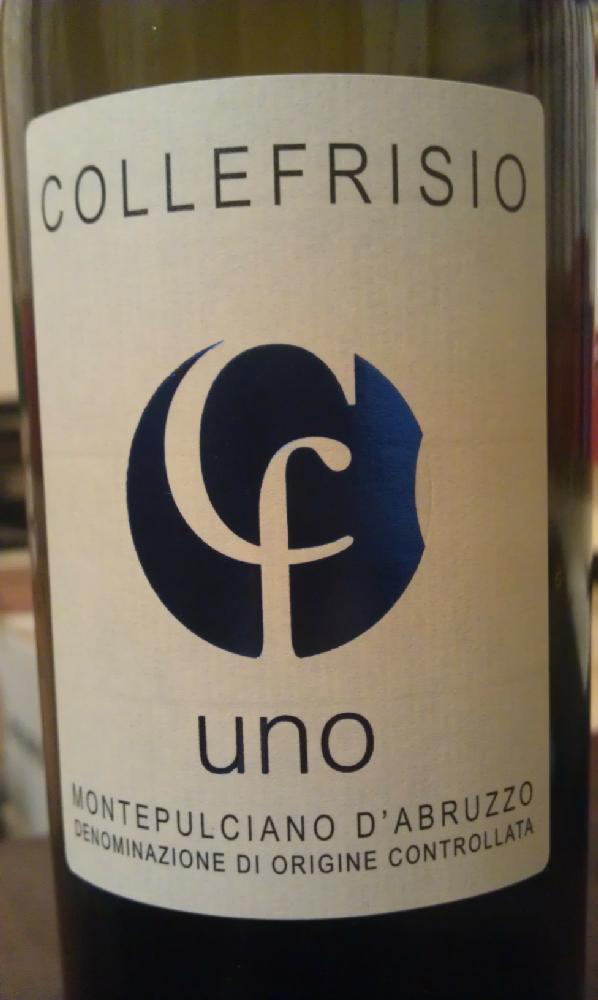 COLLEFRISIO
cf
uno
MONTEPULCIANO D'ABRUZZO
DENOMINAZIONE DI ORIGINE CONTROLLATA